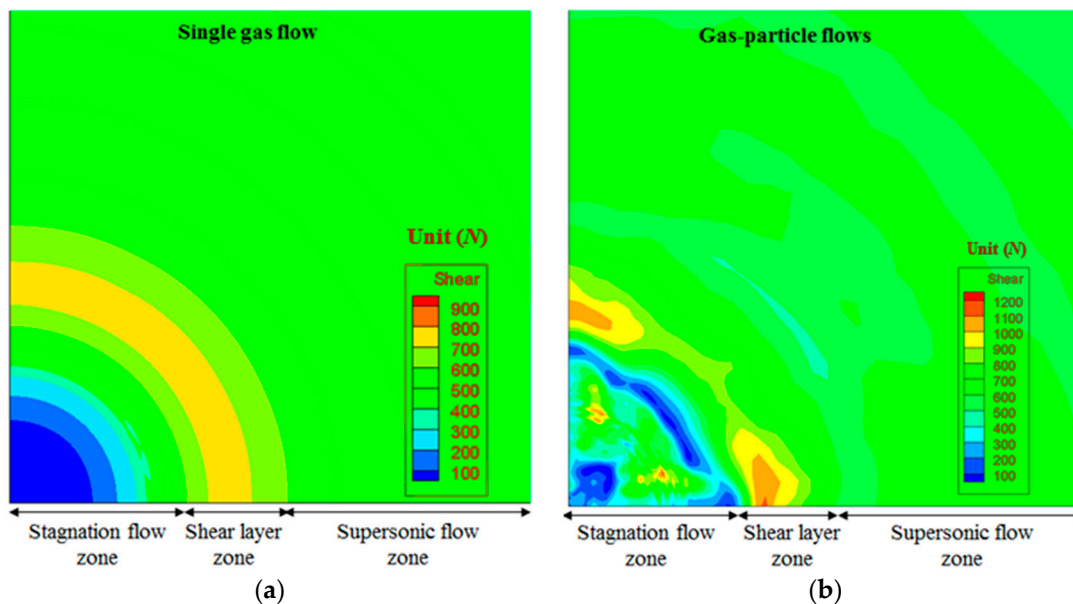 Single gas flow
Unit (N)
Shear
900
800
700
600
500
400
300
200
100
Stagnation flow
zone
Shear layer
zone
Supersonic flow
zone
(a)
Gas-particle flows
Unit (N)
Shear
1200
1100
1000
900
800
700
600
500
400
300
200
100
Stagnation flow
zone
Shear layer
zone
Supersonic flow
zone
(b)